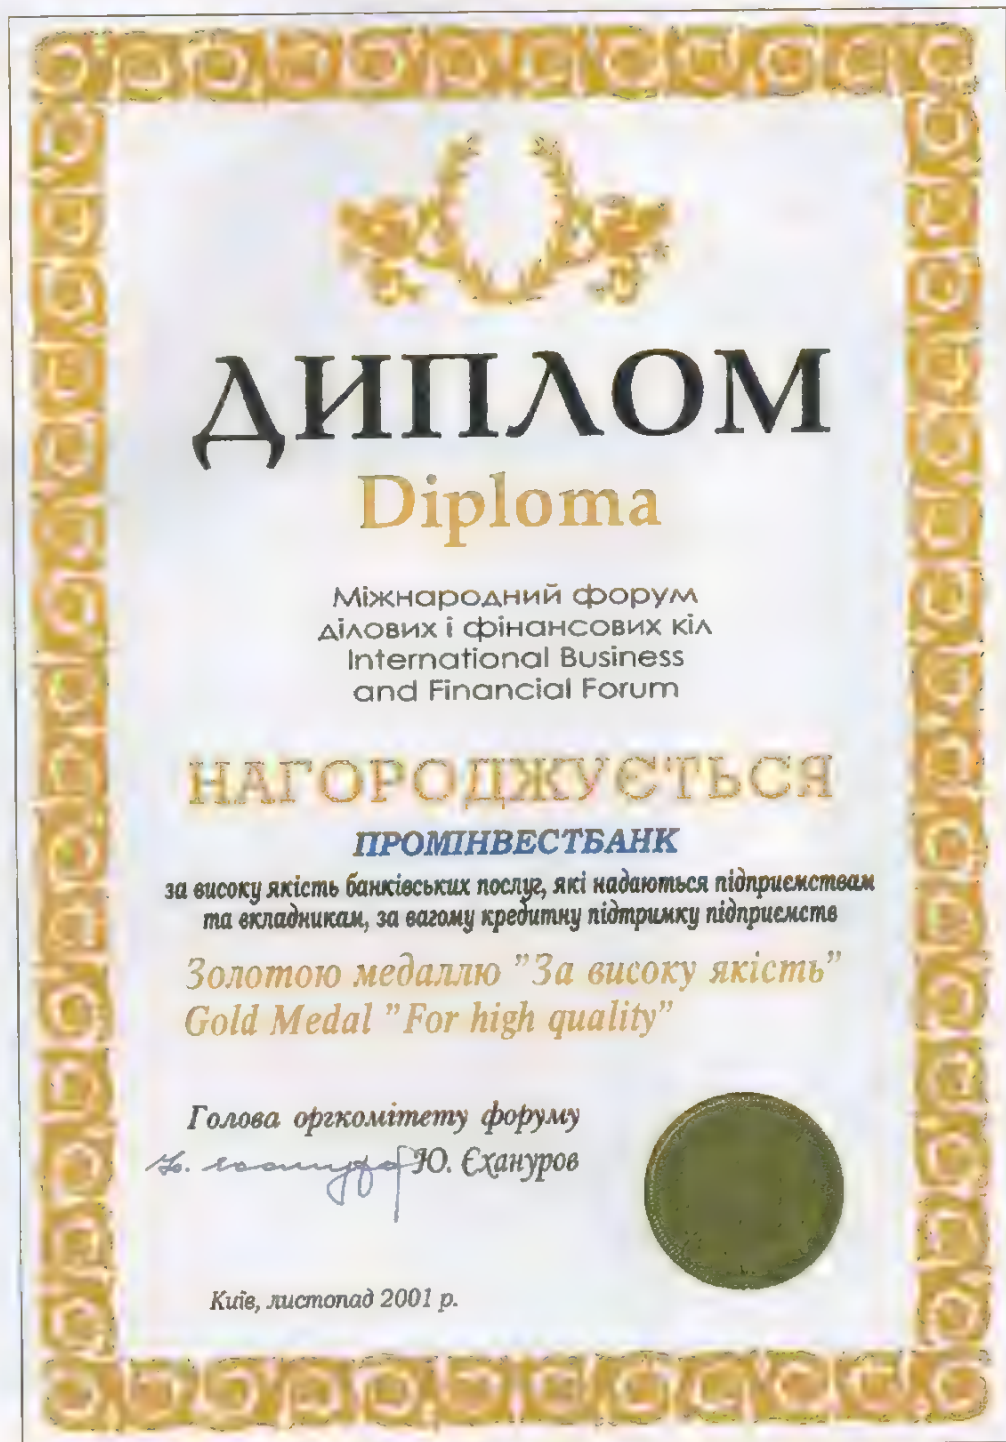 ДИПЛОМ
Diploma
Міжнародний форум
ділових і фінансових кіл
International Business
and Financial Forum
НАГОРОДЖУЄТЬСЯ
ПРОМІНВЕСТБАНК
за високу якість банківських послуг, які надаються підприємствам
та вкладникам, за вагому кредитну підтримку підприємств
Золотою медаллю "За високу якість"
Gold Medal "For high quality"
Голова оргкомітету форуму
Ю. Єхануров
Київ, листопад 2001 р.